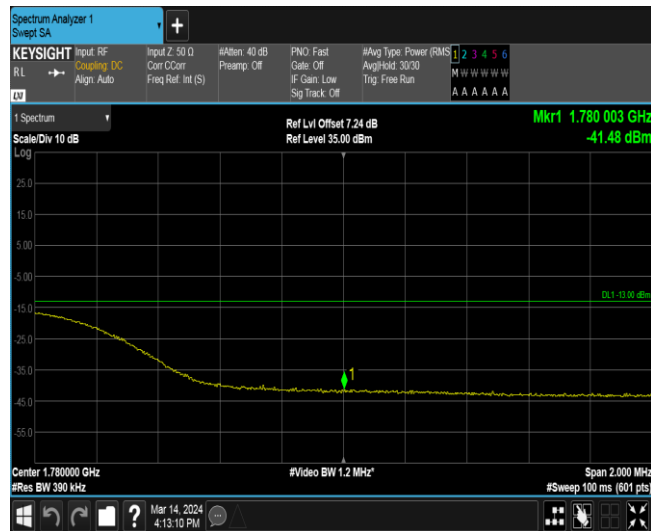 Spectrum Analyzer 1
Swept SA
+
KEYSIGHT
RL
LXI
Input: RF
Coupling: DC
Align: Auto
Input Z: 50 Ω
Corr CCorr
Freq Ref: Int (S)
#Atten: 40 dB
Preamp: Off
PNO: Fast
Gate: Off
IF Gain: Low
Sig Track: Off
#Avg Type: Power (RMS
Avg|Hold: 30/30
Trig: Free Run
1 2 3 4 5 6
M W W W W W
A A A A A A
1 Spectrum
Scale/Div 10 dB
Log
Ref Lvl Offset 7.24 dB
Ref Level 35.00 dBm
Mkr1 1.780 003 GHz
-41.48 dBm
25.0
15.0
5.00
-5.00
DL1 -13.00 dBm
-15.0
-25.0
-35.0
1
-45.0
-55.0
Center 1.780000 GHz
#Video BW 1.2 MHz*
Span 2.000 MHz
#Res BW 390 kHz
#Sweep 100 ms (601 pts)
?
Mar 14, 2024
4:13:10 PM